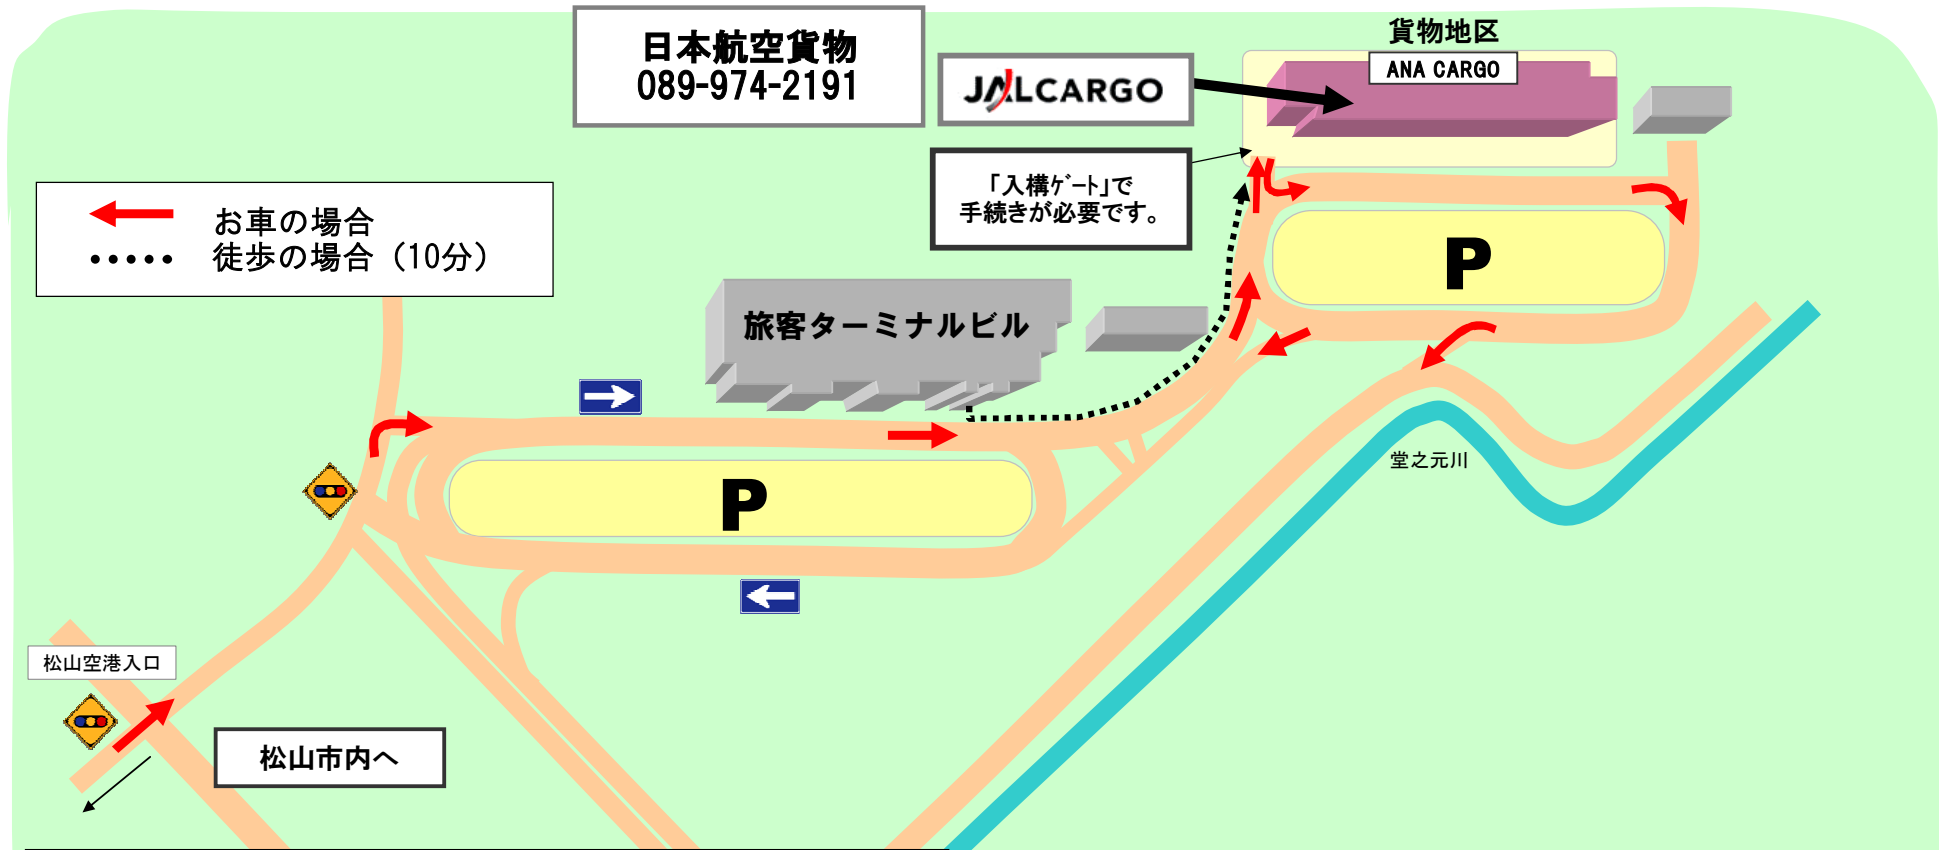 日本航空貨物
089-974-2191
JALCARGO
貨物地区
ANA CARGO
「入構ｹﾞｰﾄ」で
手続きが必要です。
お車の場合
徒歩の場合（10分）
P
旅客ターミナルビル
P
堂之元川
松山空港入口
松山市内へ